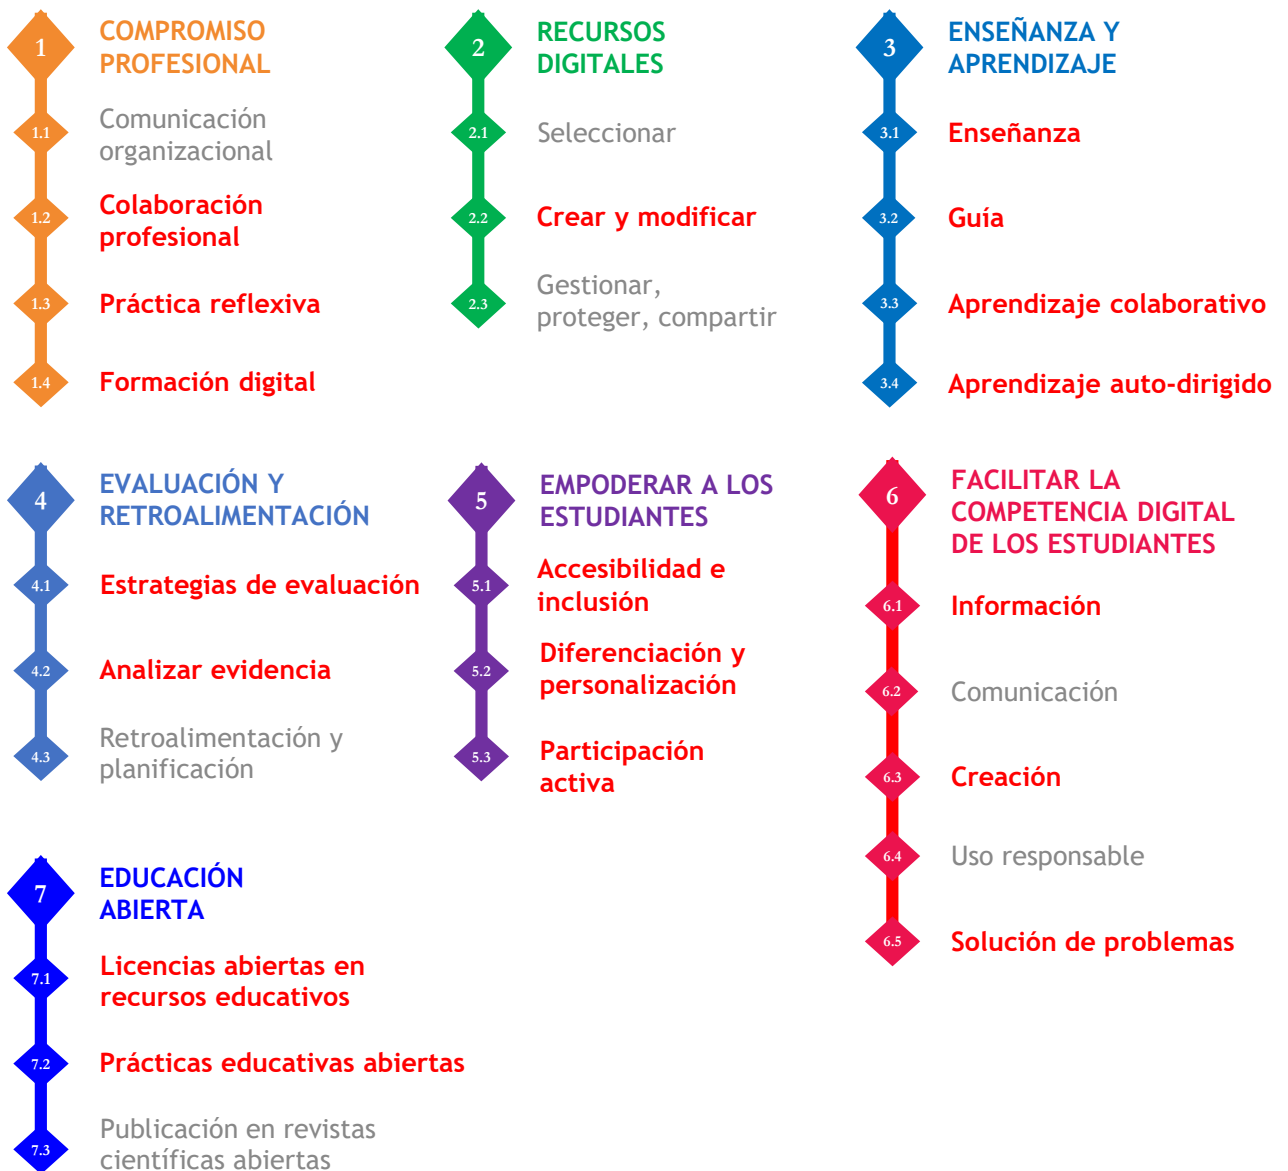 1
COMPROMISO
PROFESIONAL
1.1
Comunicación
organizacional
1.2
Colaboración
profesional
1.3
Práctica reflexiva
1.4
Formación digital
2
RECURSOS
DIGITALES
2.1
Seleccionar
2.2
Crear y modificar
2.3
Gestionar,
proteger, compartir
3
ENSEÑANZA Y
APRENDIZAJE
3.1
Enseñanza
3.2
Guía
3.3
Aprendizaje colaborativo
3.4
Aprendizaje auto-dirigido
4
EVALUACIÓN Y
RETROALIMENTACIÓN
4.1
Estrategias de evaluación
4.2
Analizar evidencia
4.3
Retroalimentación y
planificación
5
EMPODERAR A LOS
ESTUDIANTES
5.1
Accesibilidad e
inclusión
5.2
Diferenciación y
personalización
5.3
Participación
activa
6
FACILITAR LA
COMPETENCIA DIGITAL
DE LOS ESTUDIANTES
6.1
Información
6.2
Comunicación
6.3
Creación
6.4
Uso responsable
6.5
Solución de problemas
7
EDUCACIÓN
ABIERTA
7.1
Licencias abiertas en
recursos educativos
7.2
Prácticas educativas abiertas
7.3
Publicación en revistas
científicas abiertas